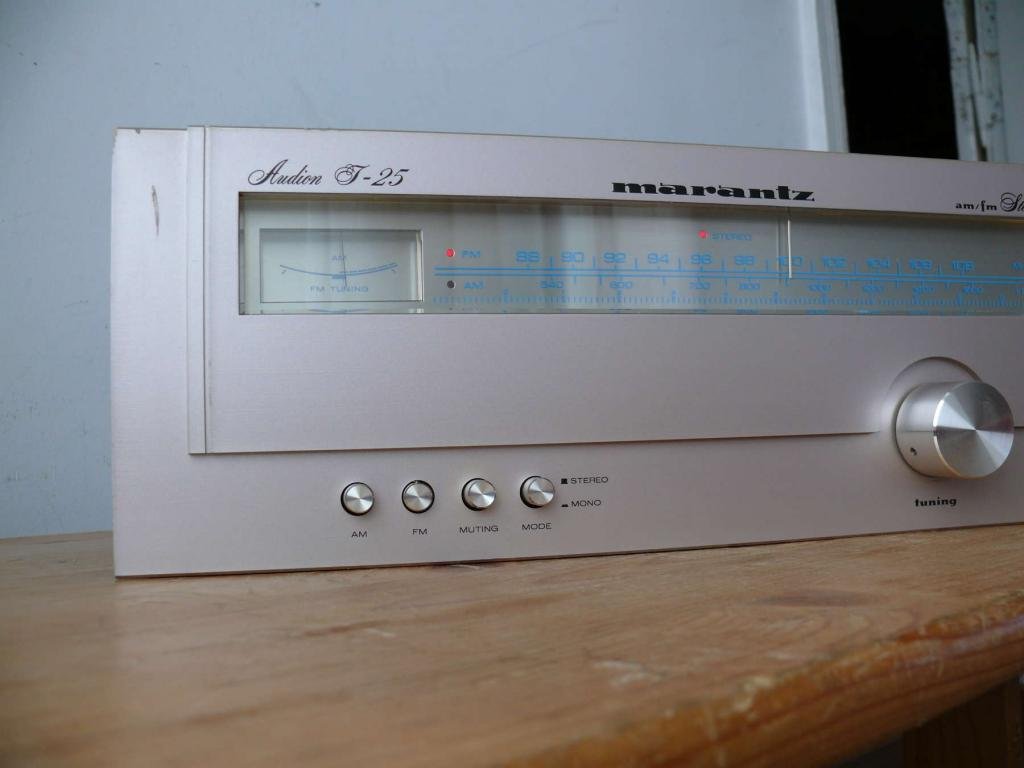 Audion T-25
marantz
am/fm
STEREO
AM
FM TUNING
FM 88 90 92 94 96 98 100 102 104 106 108
AM 540 600 700 800 1000
AM
FM
MUTING
MODE
STEREO
MONO
tuning